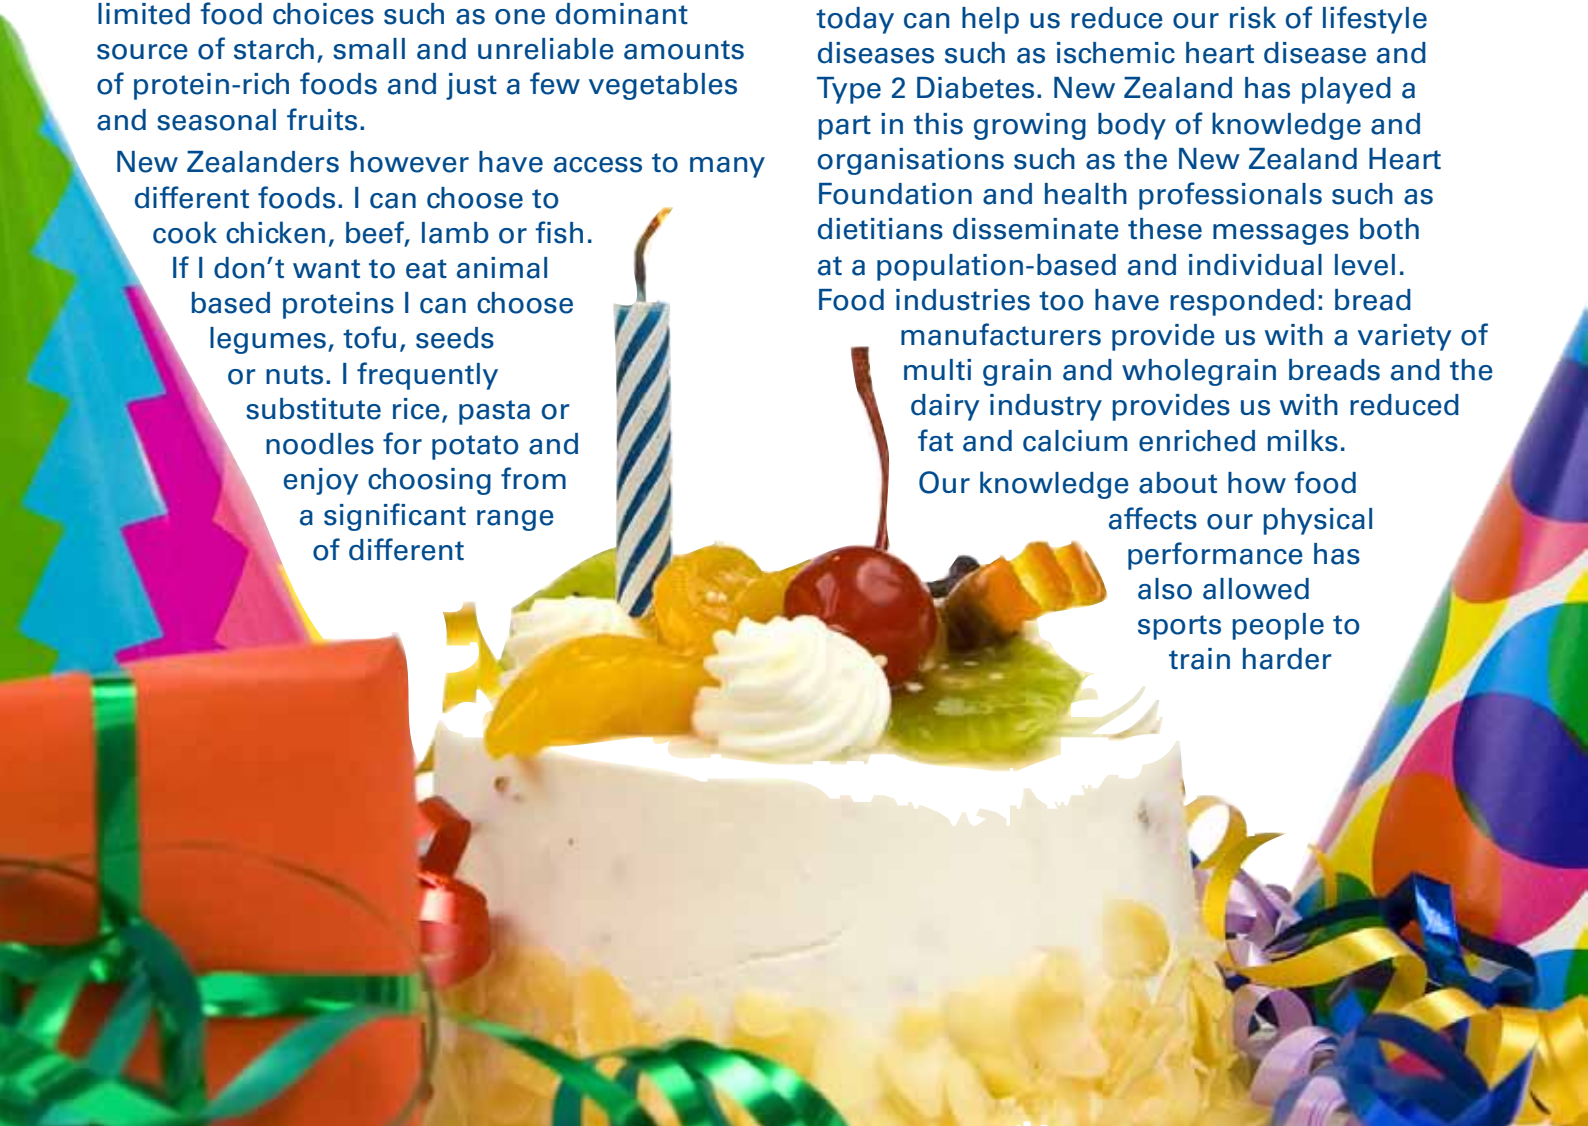 limited food choices such as one dominant
source of starch, small and unreliable amounts
of protein-rich foods and just a few vegetables
and seasonal fruits.
New Zealanders however have access to many
different foods. I can choose to
cook chicken, beef, lamb or fish.
If I don’t want to eat animal
based proteins I can choose
legumes, tofu, seeds
or nuts. I frequently
substitute rice, pasta or
noodles for potato and
enjoy choosing from
a significant range
of different
today can help us reduce our risk of lifestyle
diseases such as ischemic heart disease and
Type 2 Diabetes. New Zealand has played a
part in this growing body of knowledge and
organisations such as the New Zealand Heart
Foundation and health professionals such as
dietitians disseminate these messages both
at a population-based and individual level.
Food industries too have responded: bread
manufacturers provide us with a variety of
multi grain and wholegrain breads and the
dairy industry provides us with reduced
fat and calcium enriched milks.
Our knowledge about how food
affects our physical
performance has
also allowed
sports people to
train harder